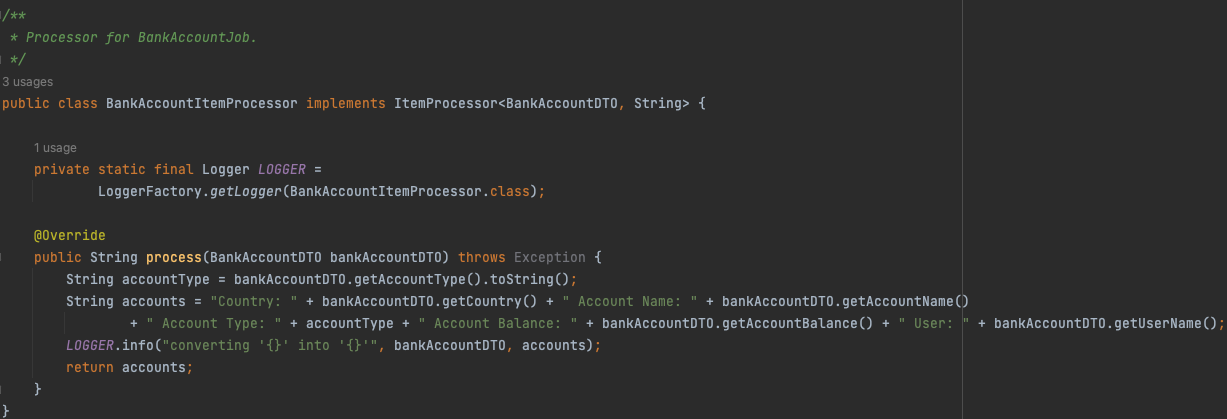 /**
 * Processor for BankAccountJob.
 */
3 usages
public class BankAccountItemProcessor implements ItemProcessor<BankAccountDTO, String> {
1 usage
    private static final Logger LOGGER =
            LoggerFactory.getLogger(BankAccountItemProcessor.class);
    @Override
    public String process(BankAccountDTO bankAccountDTO) throws Exception {
        String accountType = bankAccountDTO.getAccountType().toString();
        String accounts = "Country: " + bankAccountDTO.getCountry() + " Account Name: " + bankAccountDTO.getAccountName()
                + " Account Type: " + accountType + " Account Balance: " + bankAccountDTO.getAccountBalance() + " User: " + bankAccountDTO.getUserName();
        LOGGER.info("converting '{}' into '{}'", bankAccountDTO, accounts);
        return accounts;
    }
}